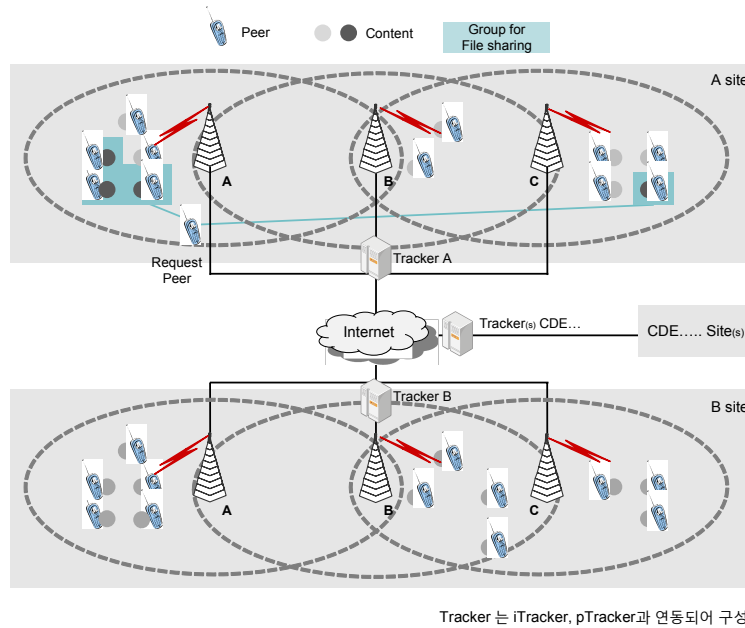 Peer
Content
Group for
File sharing
A site
A
B
C
Request
Peer
Tracker A
Internet
Tracker(s) CDE…
CDE….. Site(s)
Tracker B
B site
A
B
C
Tracker 는 iTracker, pTracker과 연동되어 구성